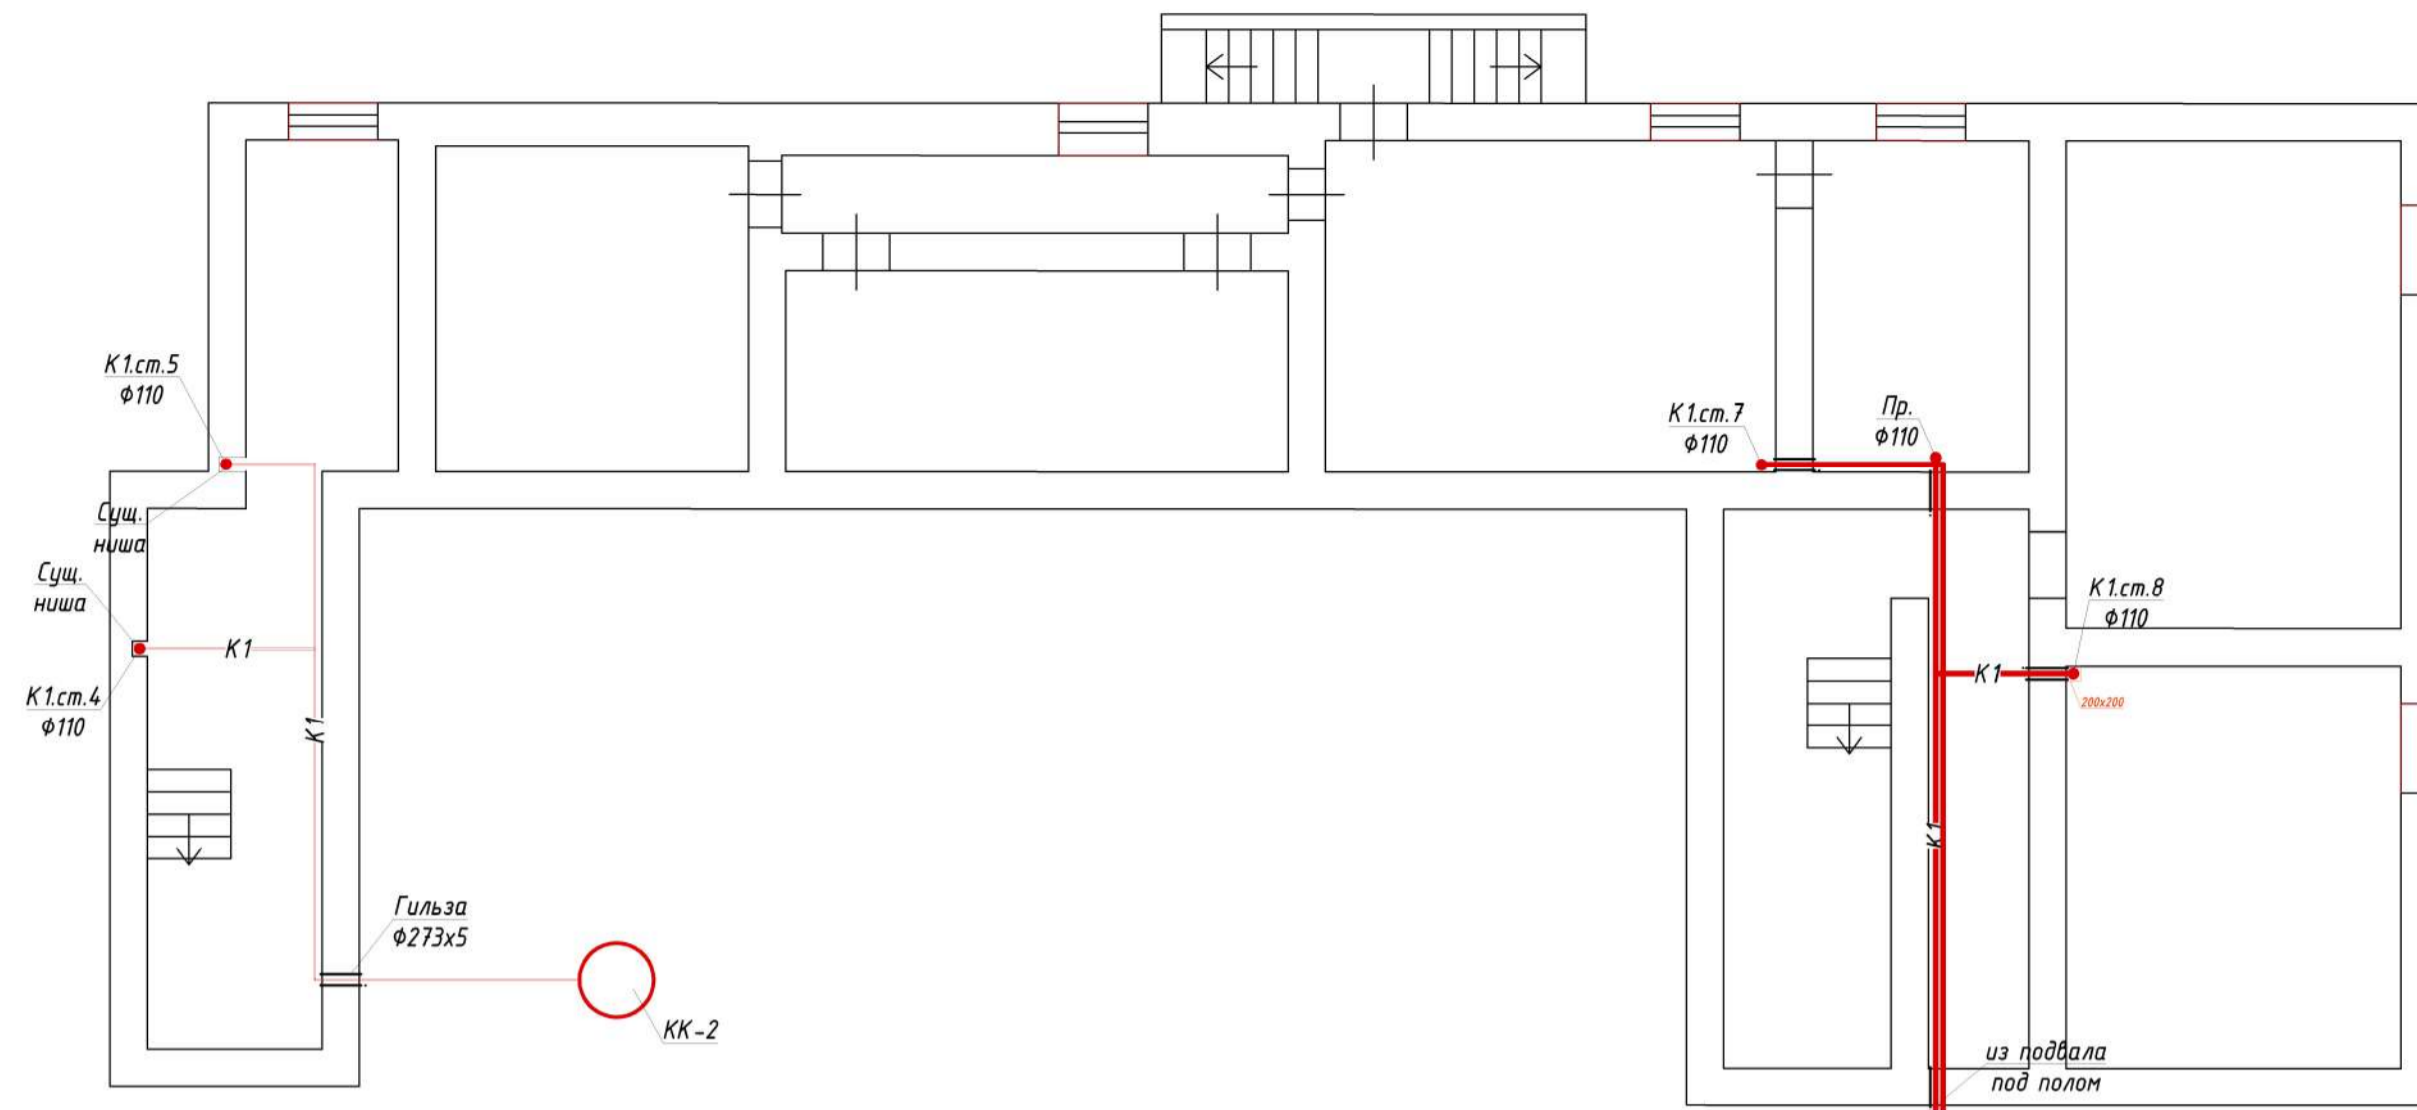 К1.ст.5
ф110
К1.ст.7
ф110
Пр.
ф110
Сущ.
ниша
Сущ.
ниша
К1.ст.8
ф110
К1
К1
200х200
К1.ст.4
ф110
К1
К1
Гильза
ф273х5
КК-2
из подвала
под полом